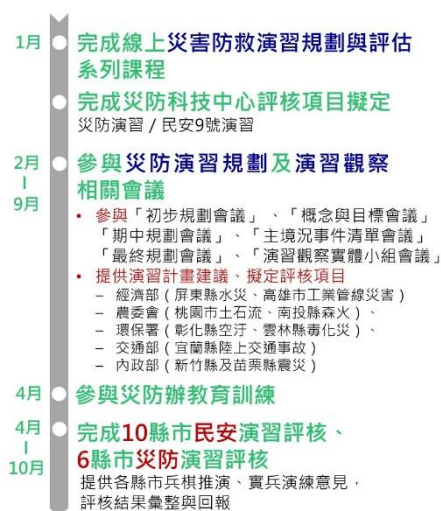 1月
完成線上災害防救演習規劃與評估
系列課程
完成災防科技中心評核項目擬定
災防演習 / 民安9號演習
2月
|
9月
參與災防演習規劃及演習觀察
相關會議
• 參與「初步規劃會議」、「概念與目標會議」
「期中規劃會議」、「主境況事件清單會議」
「最終規劃會議」、「演習觀察實體小組會議」
• 提供演習計畫建議、擬定評核項目
– 經濟部(屏東縣水災、高雄市工業管線災害)
– 農委會(桃園市土石流、南投縣森火)、
– 環保署(彰化縣空汙、雲林縣毒化災)、
– 交通部(宜蘭縣陸上交通事故)
– 內政部(新竹縣及苗栗縣震災)
4月
參與災防辦教育訓練
4月
|
10月
完成10縣市民安演習評核、
6縣市災防演習評核
提供各縣市兵棋推演、實兵演練意見，
評核結果彙整與回報